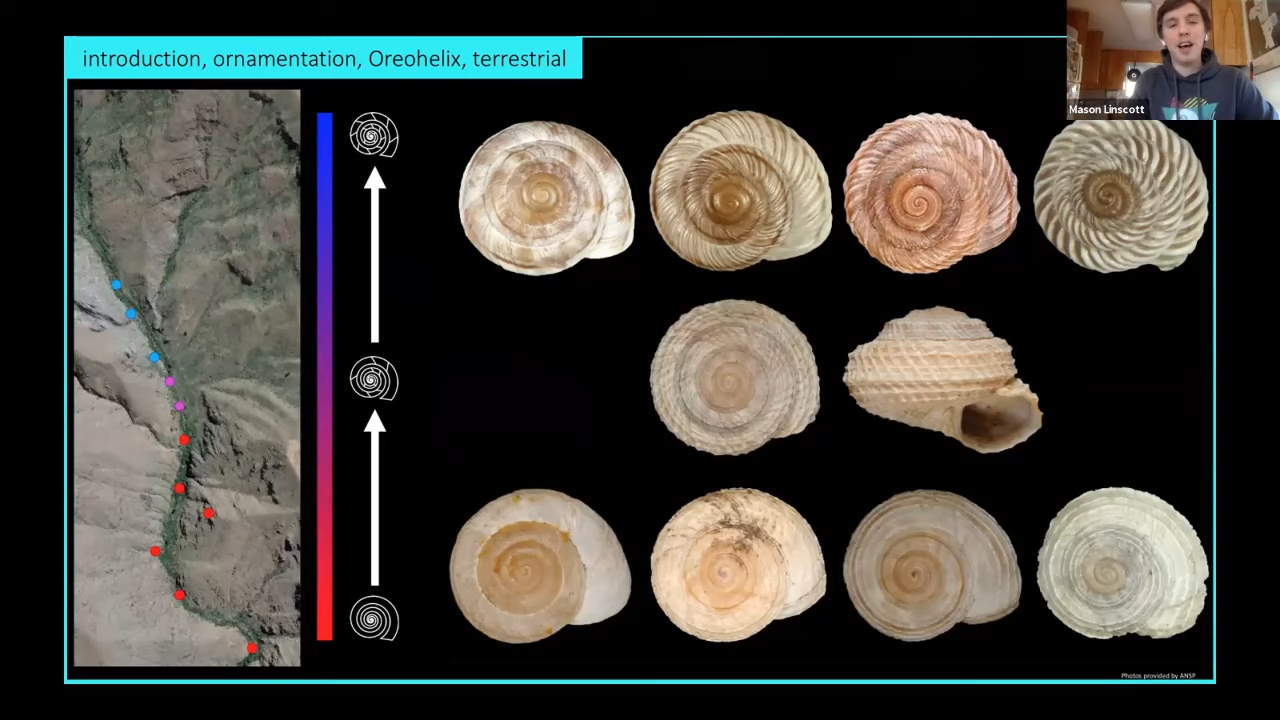 introduction, ornamentation, Oreohelix, terrestrial
Mason Linscott
Photos provided by ANSP